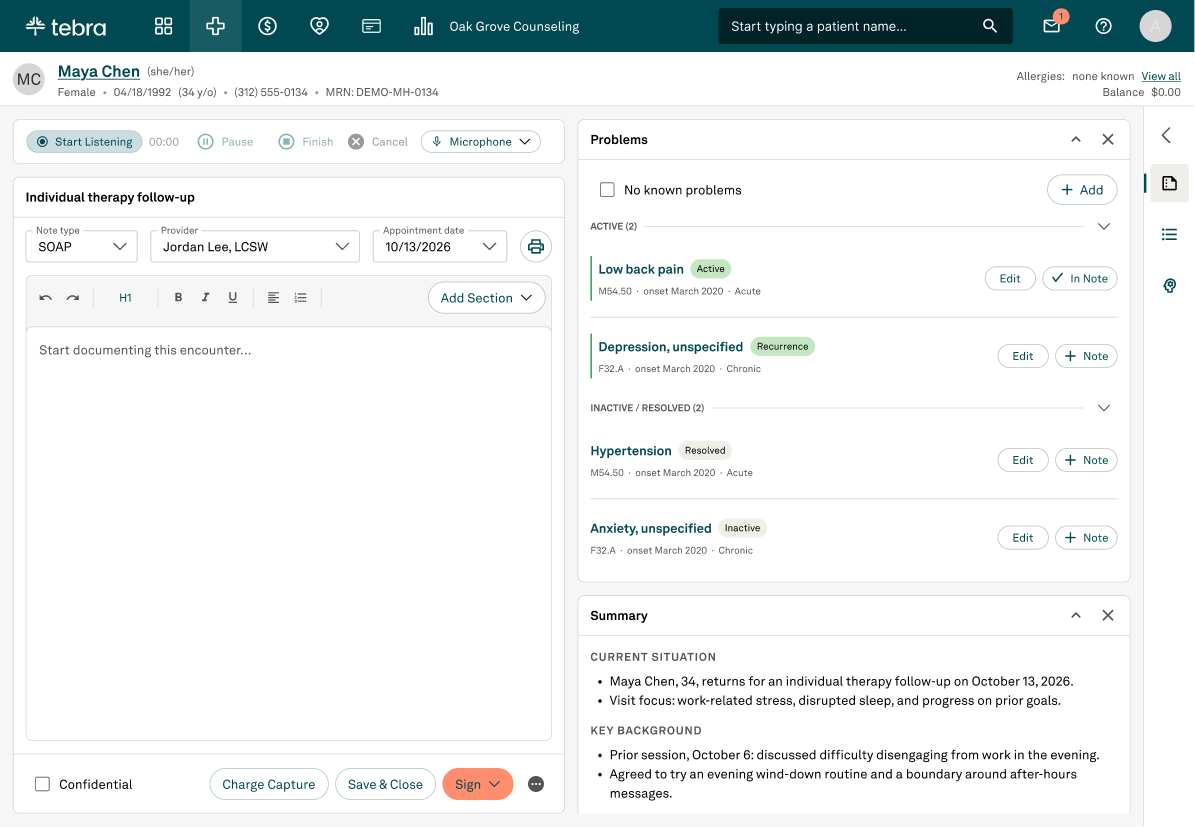 tebra
Oak Grove Counseling
Start typing a patient name...
1
A
MC
Maya Chen (she/her)
Female • 04/18/1992 (34 y/o) • (312) 555-0134 • MRN: DEMO-MH-0134
Allergies: none known View all
Balance $0.00
Start Listening 00:00 Pause Finish Cancel Microphone
Individual therapy follow-up
Note type
SOAP
Provider
Jordan Lee, LCSW
Appointment date
10/13/2026
H1 B I U
Add Section
Start documenting this encounter...
Confidential
Charge Capture
Save & Close
Sign
Problems
No known problems
Add
ACTIVE (2)
Low back pain Active
M54.50 · onset March 2020 · Acute
Edit In Note
Depression, unspecified Recurrence
F32.A · onset March 2020 · Chronic
Edit + Note
INACTIVE / RESOLVED (2)
Hypertension Resolved
M54.50 · onset March 2020 · Acute
Edit + Note
Anxiety, unspecified Inactive
F32.A · onset March 2020 · Chronic
Edit + Note
Summary
CURRENT SITUATION
• Maya Chen, 34, returns for an individual therapy follow-up on October 13, 2026.
• Visit focus: work-related stress, disrupted sleep, and progress on prior goals.
KEY BACKGROUND
• Prior session, October 6: discussed difficulty disengaging from work in the evening.
• Agreed to try an evening wind-down routine and a boundary around after-hours
messages.